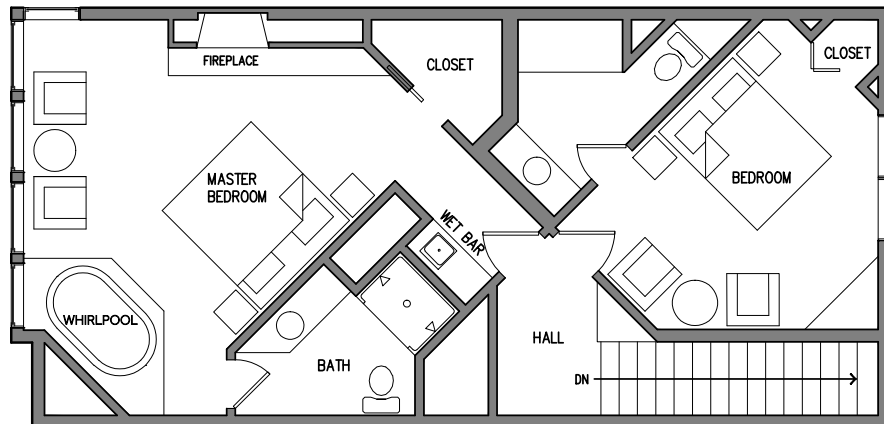 FIREPLACE
CLOSET
CLOSET
MASTER
BEDROOM
BEDROOM
WET BAR
WHIRLPOOL
BATH
HALL
DN